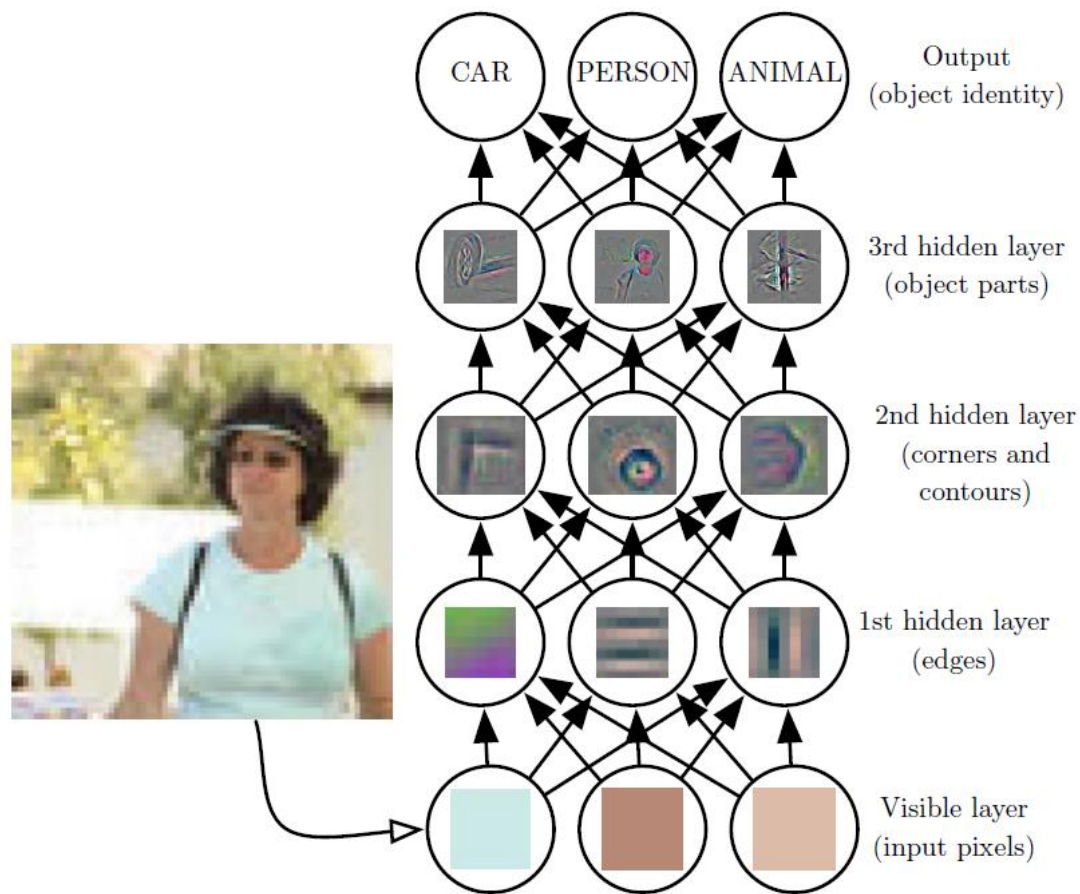 CAR
PERSON
ANIMAL
Output
(object identity)
3rd hidden layer
(object parts)
2nd hidden layer
(corners and
contours)
1st hidden layer
(edges)
Visible layer
(input pixels)